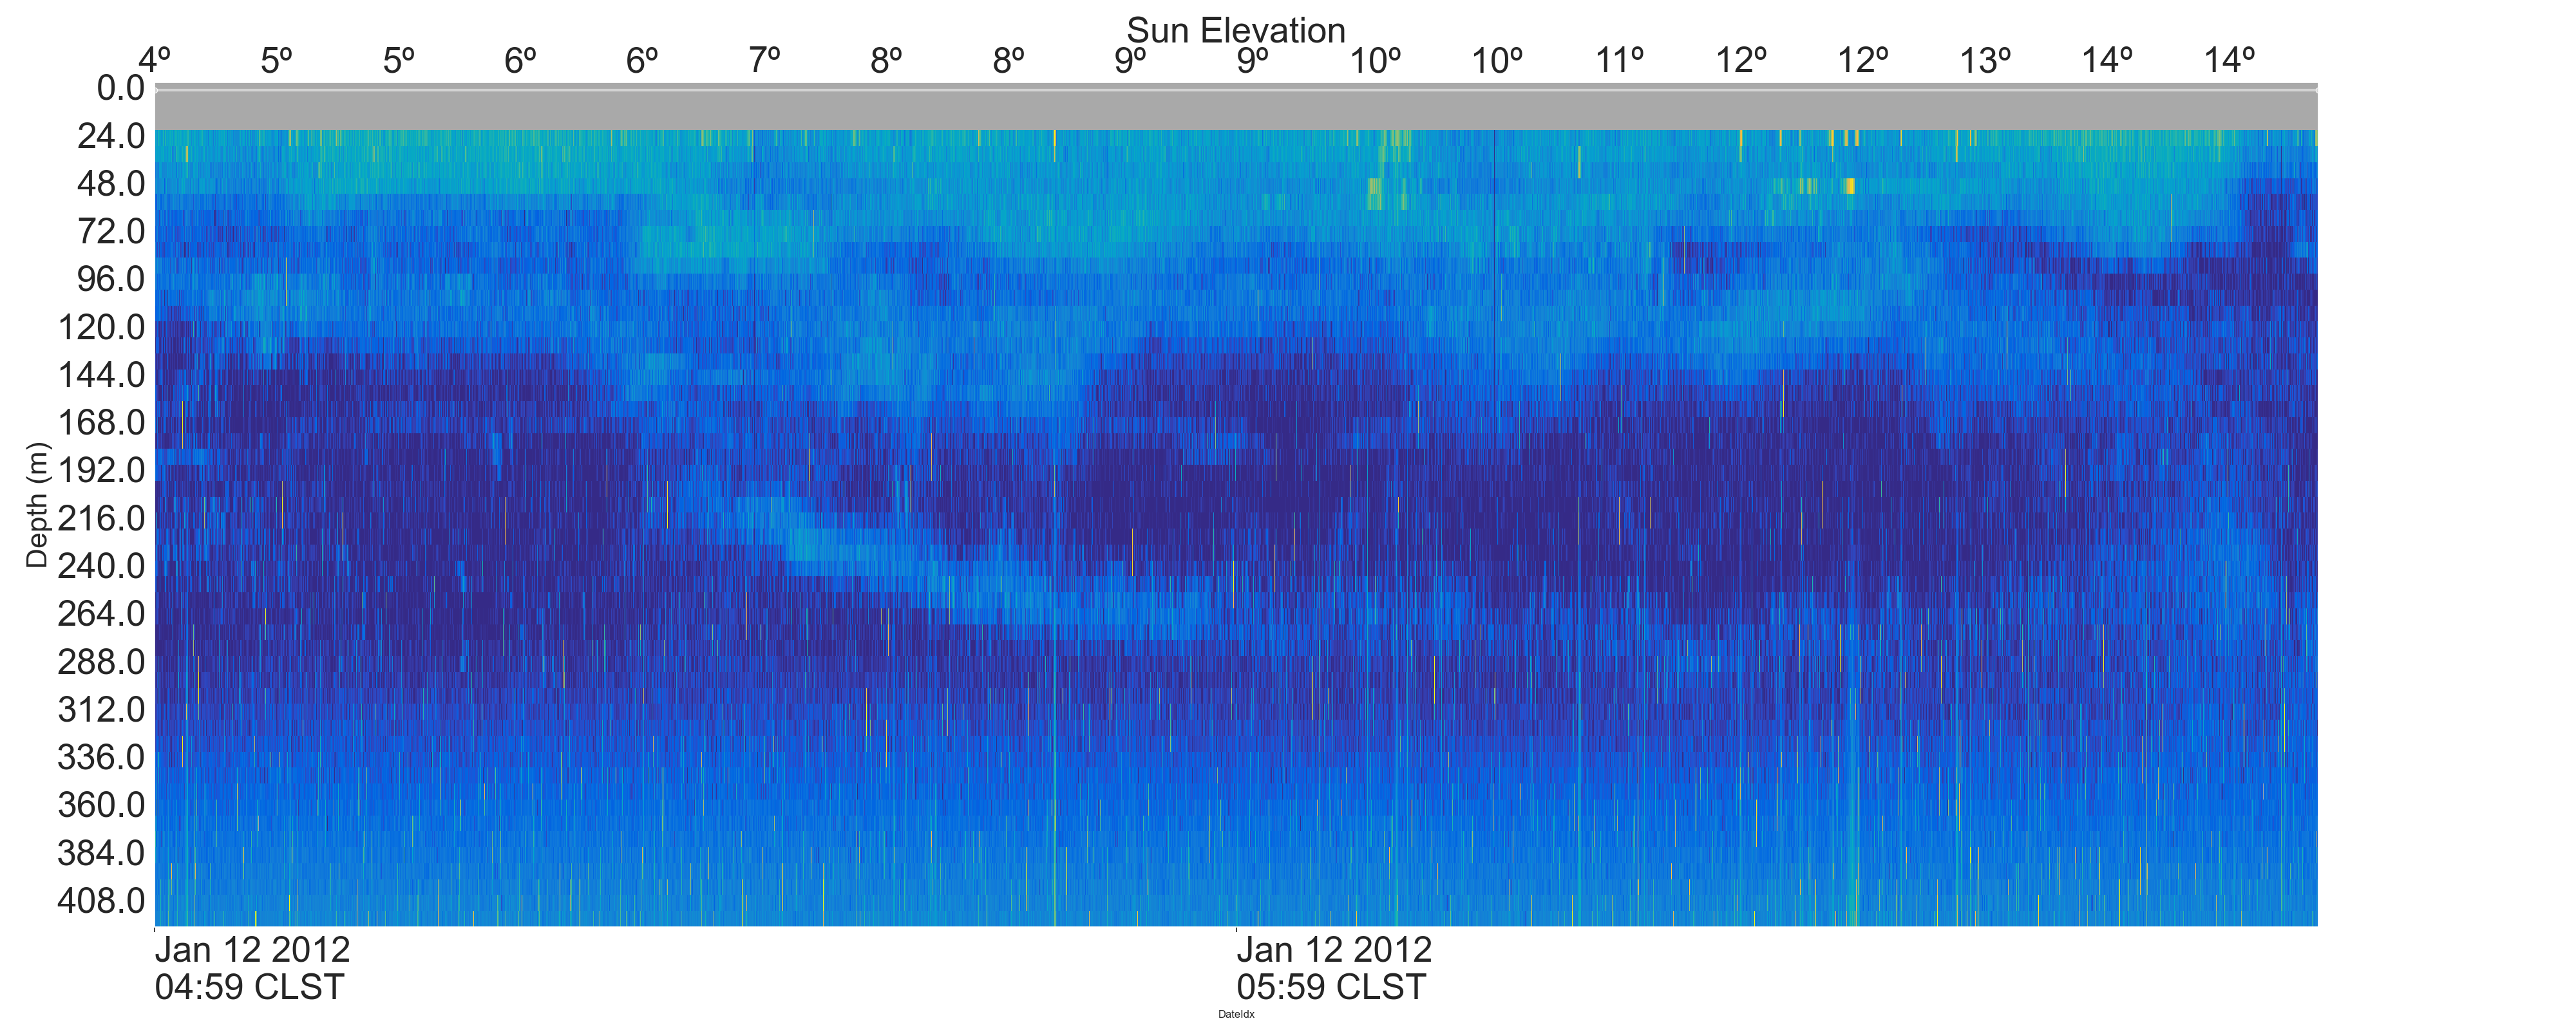 Sun Elevation
4º 5º 5º 6º 6º 7º 8º 8º 9º 9º 10º 10º 11º 12º 12º 13º 14º 14º
0.0
24.0
48.0
72.0
96.0
120.0
144.0
168.0
192.0
216.0
240.0
264.0
288.0
312.0
336.0
360.0
384.0
408.0
Depth (m)
Jan 12 2012
04:59 CLST
Jan 12 2012
05:59 CLST
DateIdx